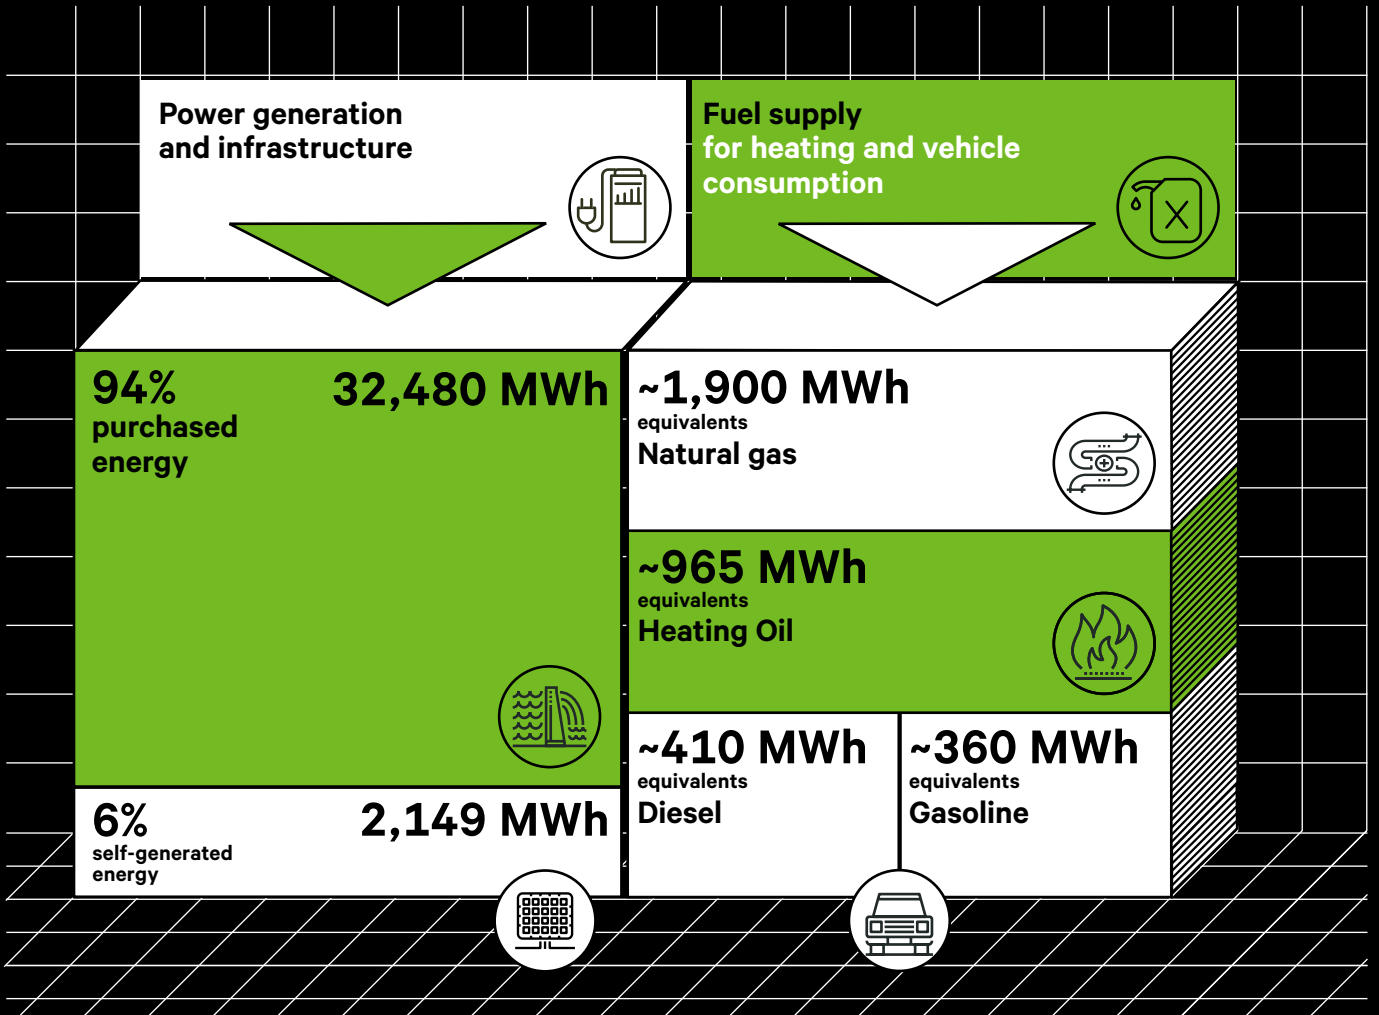 Power generation
and infrastructure
Fuel supply
for heating and vehicle
consumption
94%
purchased
energy
32,480 MWh
6%
self-generated
energy
2,149 MWh
~1,900 MWh
equivalents
Natural gas
~965 MWh
equivalents
Heating Oil
~410 MWh
equivalents
Diesel
~360 MWh
equivalents
Gasoline